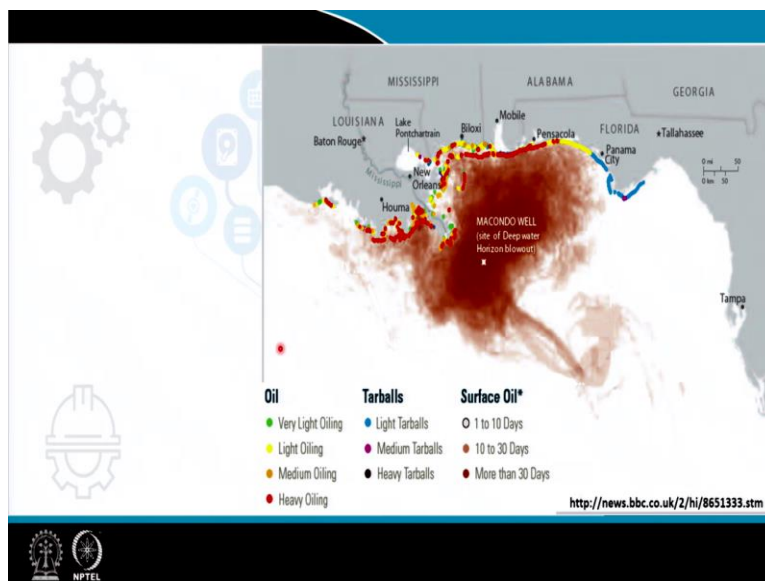 MISSISSIPPI
ALABAMA
GEORGIA
LOUISIANA
Lake
Pontchartrain
Baton Rouge
Biloxi
Mobile
Pensacola
FLORIDA
Tallahassee
Panama
City
Mississippi
New
Orleans
Houma
0 mi 50
0 km 50
MACONDO WELL
(site of Deep water
Horizon blowout)
Tampa
Oil
Very Light Oiling
Light Oiling
Medium Oiling
Heavy Oiling
Tarballs
Light Tarballs
Medium Tarballs
Heavy Tarballs
Surface Oil*
1 to 10 Days
10 to 30 Days
More than 30 Days
http://news.bbc.co.uk/2/hi/8651333.stm
NPTEL